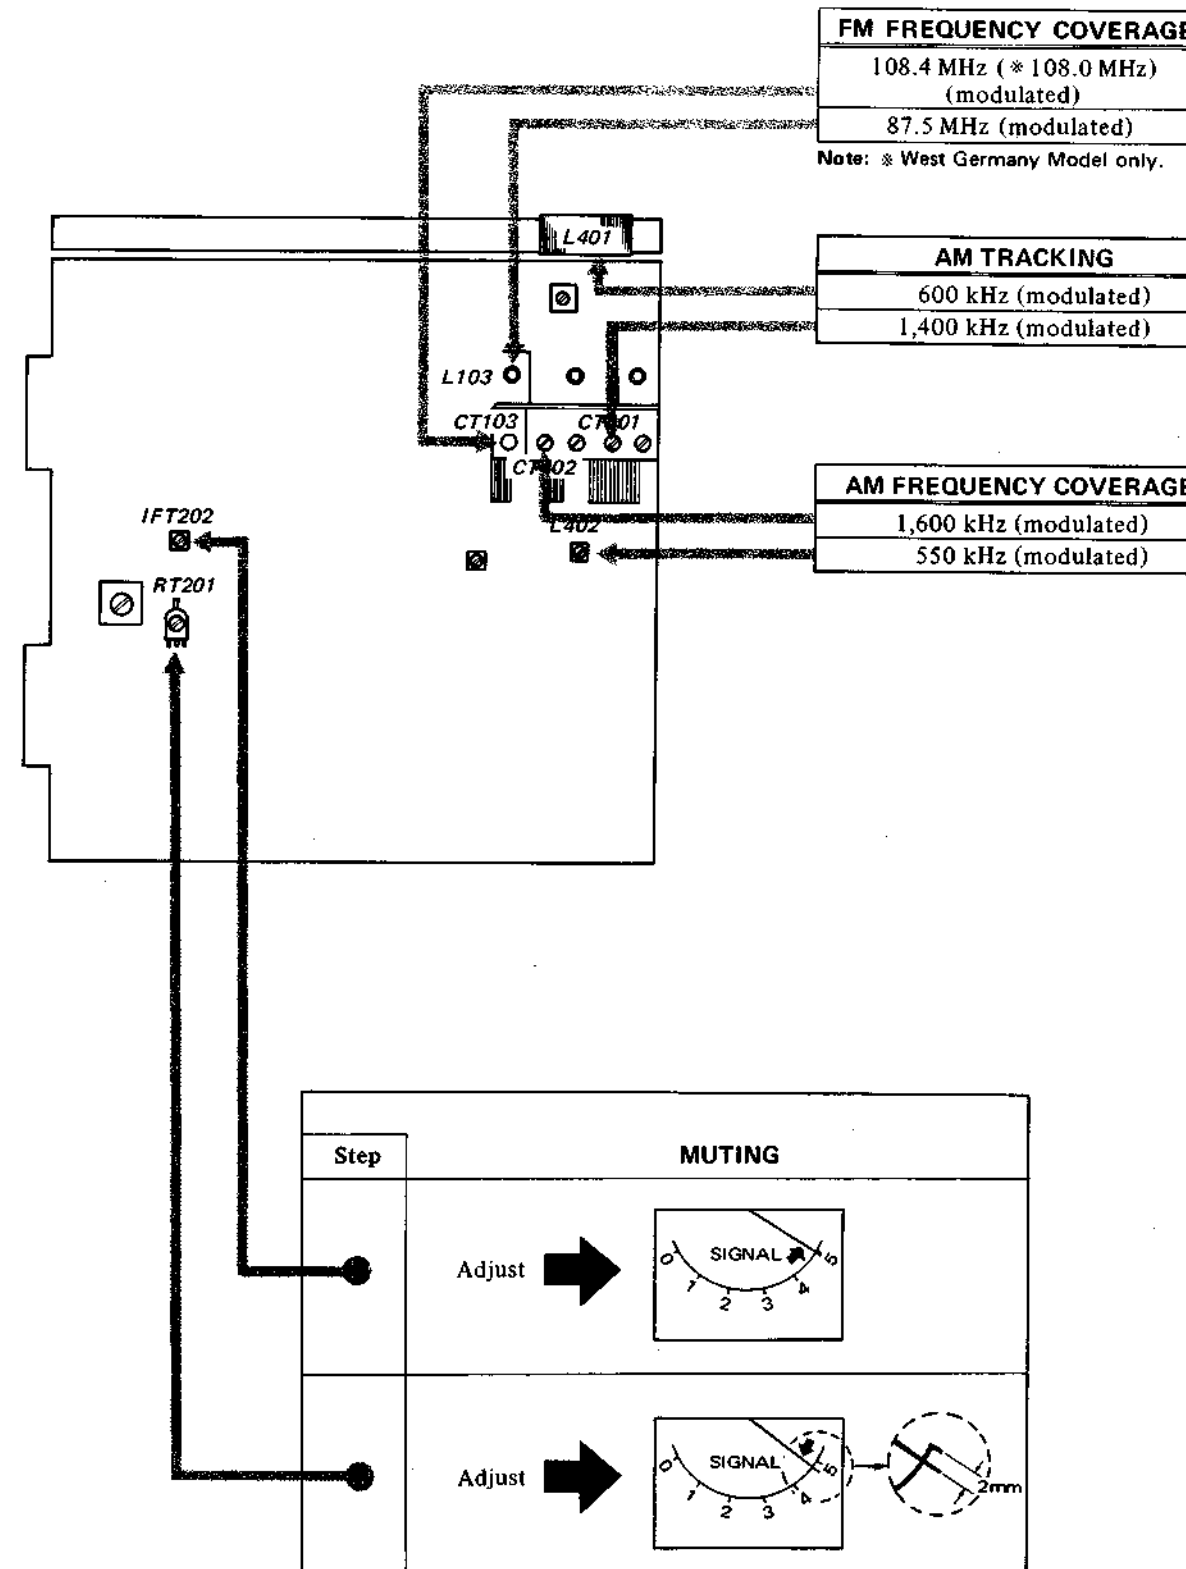 FM FREQUENCY COVERAGE
108.4 MHz ( ※ 108.0 MHz)
(modulated)
87.5 MHz (modulated)
Note: ※ West Germany Model only.
L401
AM TRACKING
600 kHz (modulated)
1,400 kHz (modulated)
L103
CT103
CT402
AM FREQUENCY COVERAGE
1,600 kHz (modulated)
550 kHz (modulated)
L402
IFT202
RT201
Step
MUTING
Adjust
SIGNAL
0 1 2 3 4 5
Adjust
SIGNAL
0 1 2 3 4 5
2mm